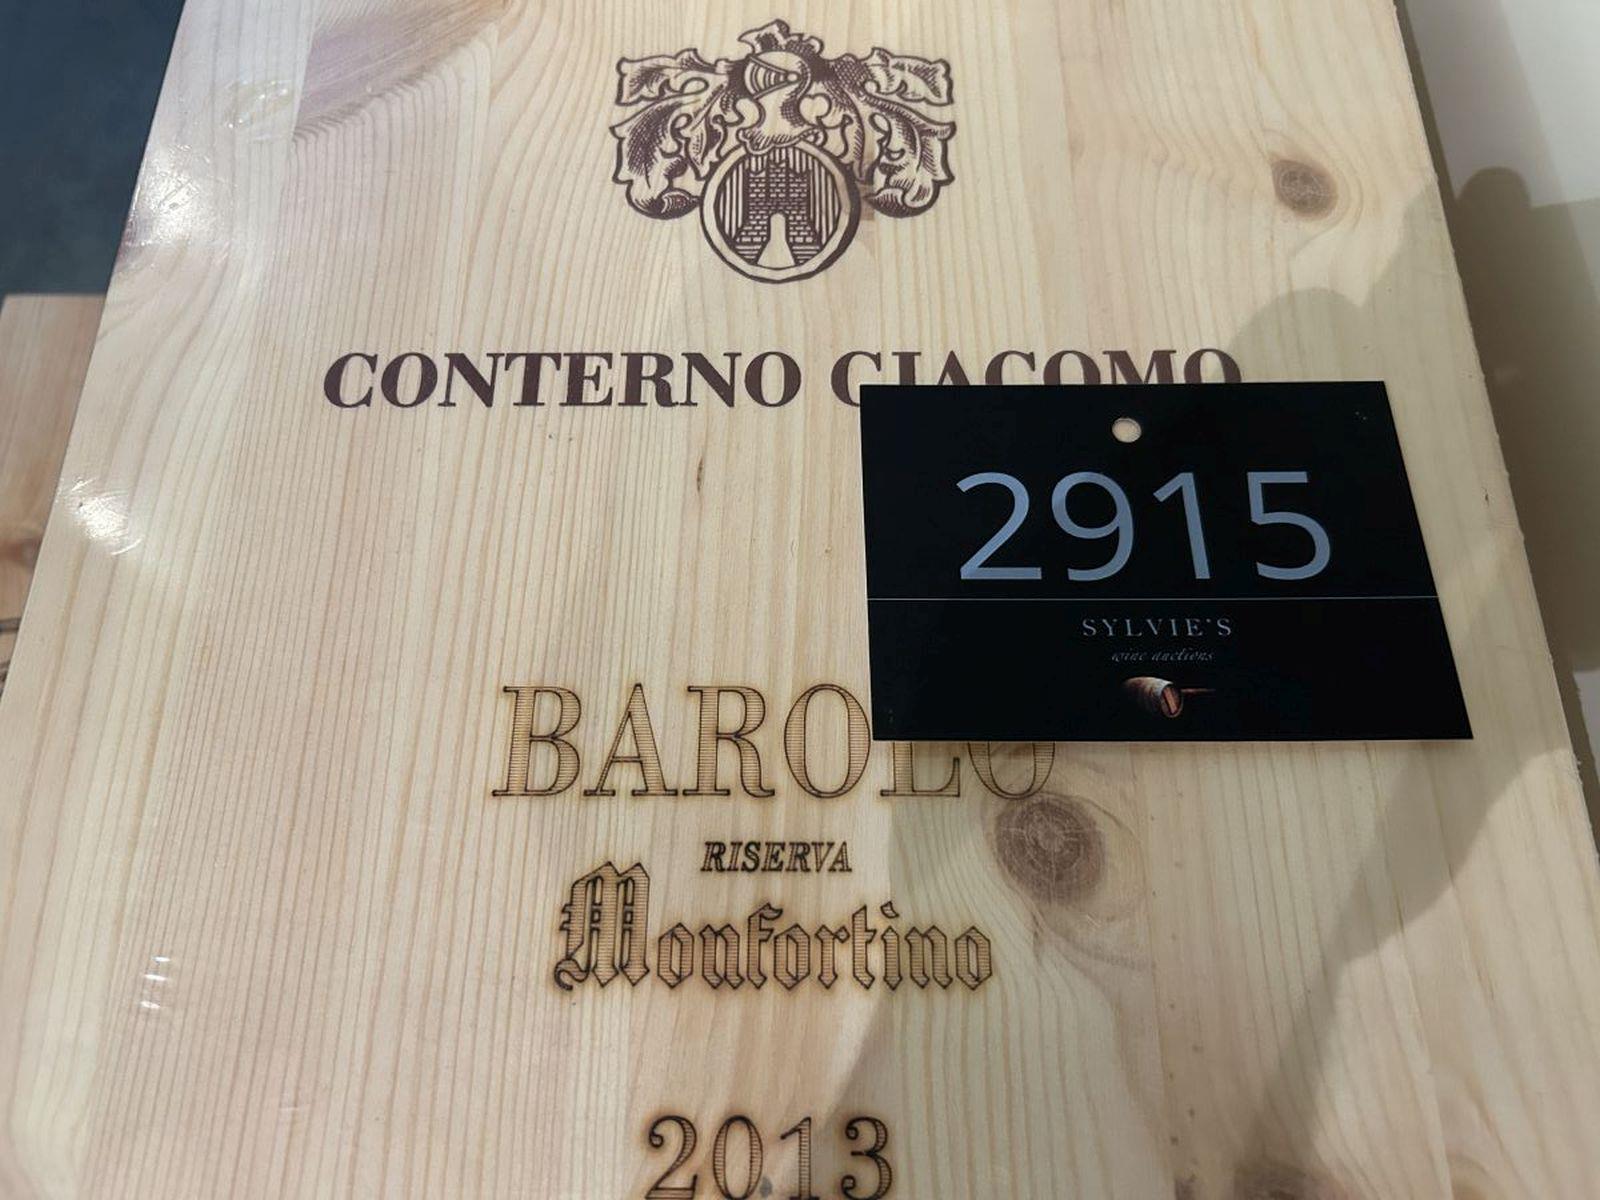 CONTERNO GIACOMO
2915
SYLVIE'S
wine auctions
BAROLO
RISERVA
Monfortino
2013